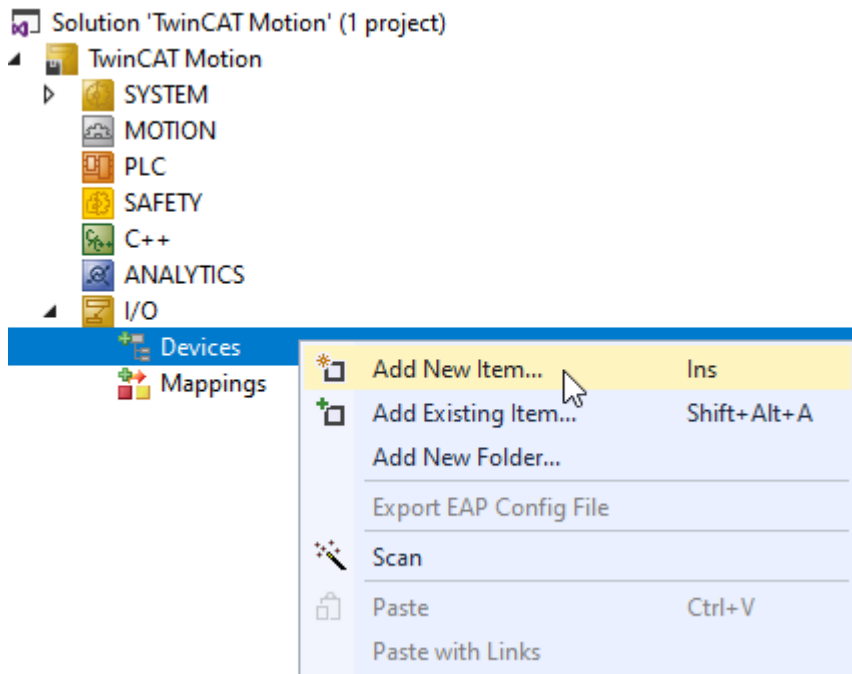 Solution 'TwinCAT Motion' (1 project)
TwinCAT Motion
SYSTEM
MOTION
PLC
SAFETY
C++
ANALYTICS
I/O
Devices
Mappings
Add New Item... Ins
Add Existing Item... Shift+Alt+A
Add New Folder...
Export EAP Config File
Scan
Paste Ctrl+V
Paste with Links